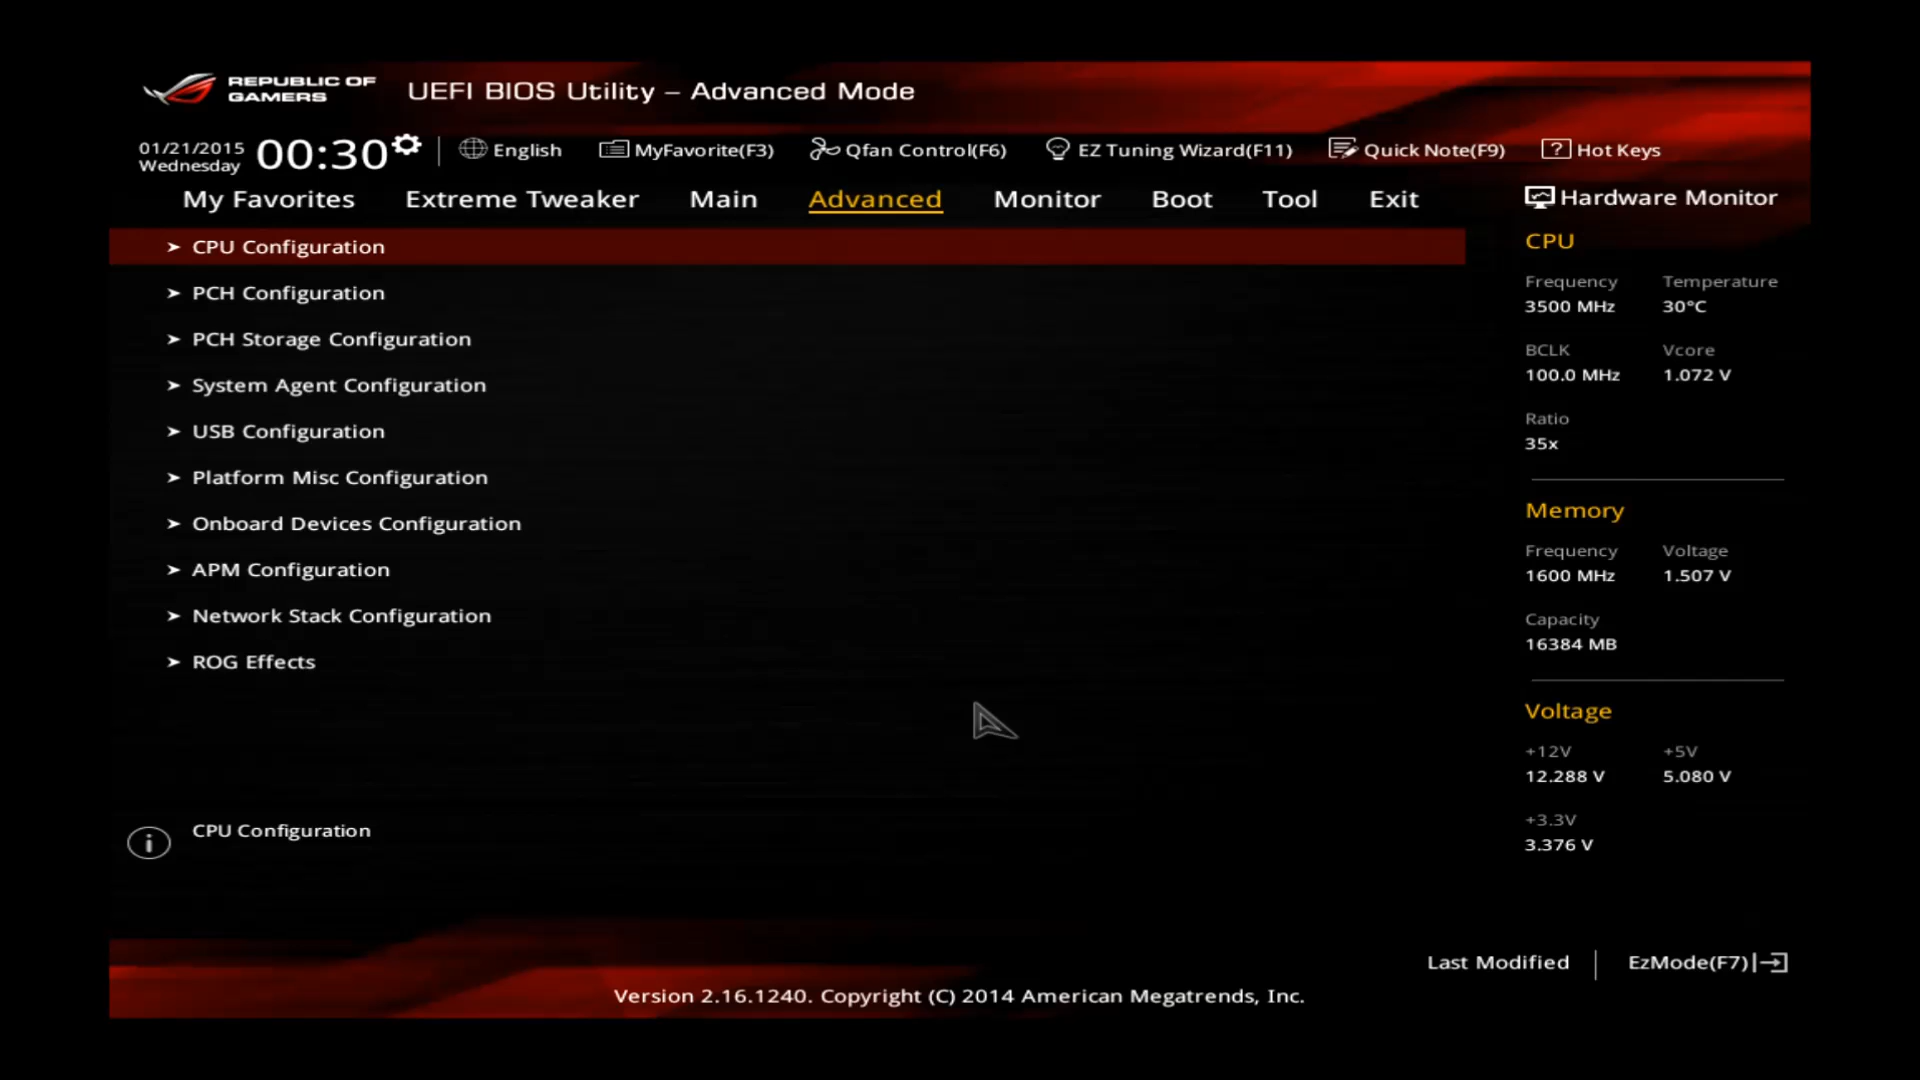 REPUBLIC OF
GAMERS
UEFI BIOS Utility – Advanced Mode
01/21/2015
Wednesday
00:30
English
MyFavorite(F3)
Qfan Control(F6)
EZ Tuning Wizard(F11)
Quick Note(F9)
? Hot Keys
My Favorites
Extreme Tweaker
Main
Advanced
Monitor
Boot
Tool
Exit
Hardware Monitor
CPU Configuration
PCH Configuration
PCH Storage Configuration
System Agent Configuration
USB Configuration
Platform Misc Configuration
Onboard Devices Configuration
APM Configuration
Network Stack Configuration
ROG Effects
CPU
Frequency Temperature
3500 MHz 30°C
BCLK Vcore
100.0 MHz 1.072 V
Ratio
35x
Memory
Frequency Voltage
1600 MHz 1.507 V
Capacity
16384 MB
Voltage
+12V +5V
12.288 V 5.080 V
+3.3V
3.376 V
i CPU Configuration
Last Modified
EzMode(F7)
Version 2.16.1240. Copyright (C) 2014 American Megatrends, Inc.